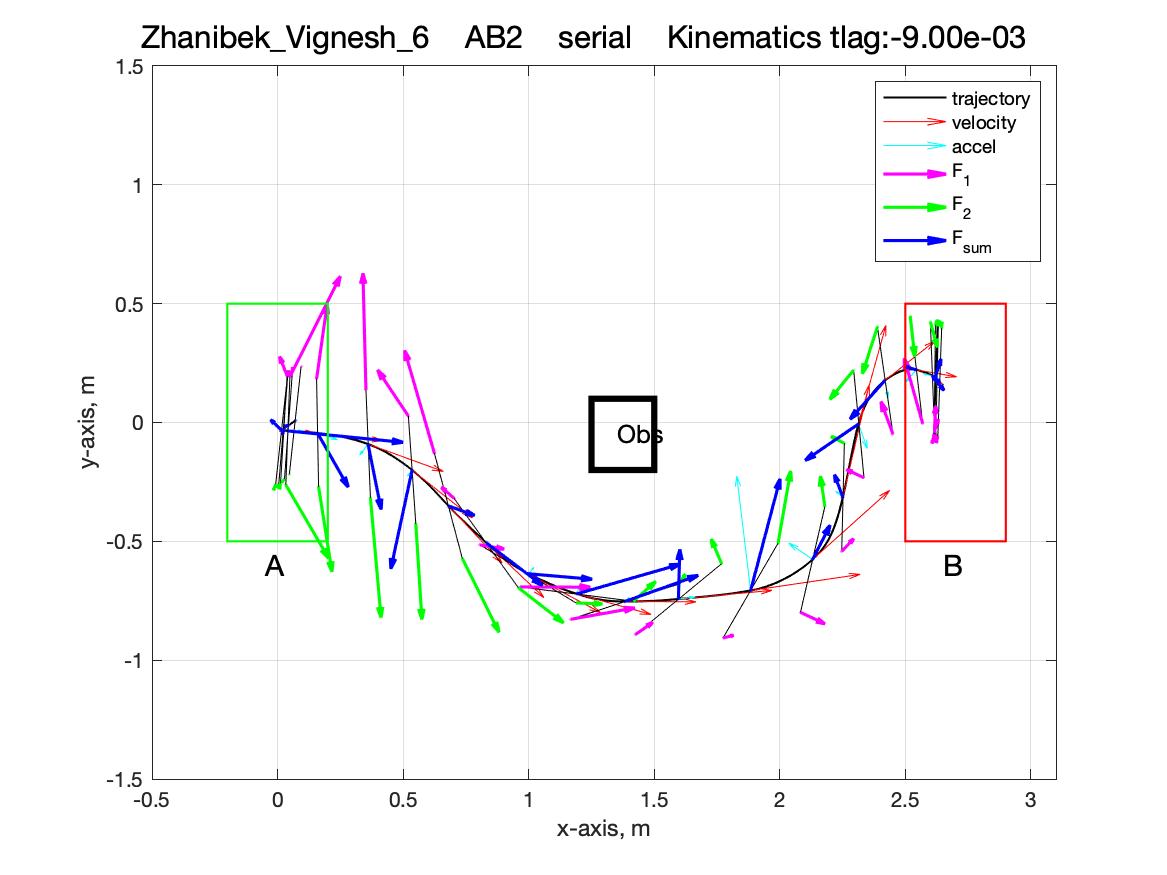 Zhanibek_Vignesh_6 AB2 serial Kinematics tlag:-9.00e-03
1.5
1
0.5
0
-0.5
-1
-1.5
y-axis, m
trajectory
velocity
accel
F1
F2
Fsum
Obs
A
B
-0.5 0 0.5 1 1.5 2 2.5 3
x-axis, m